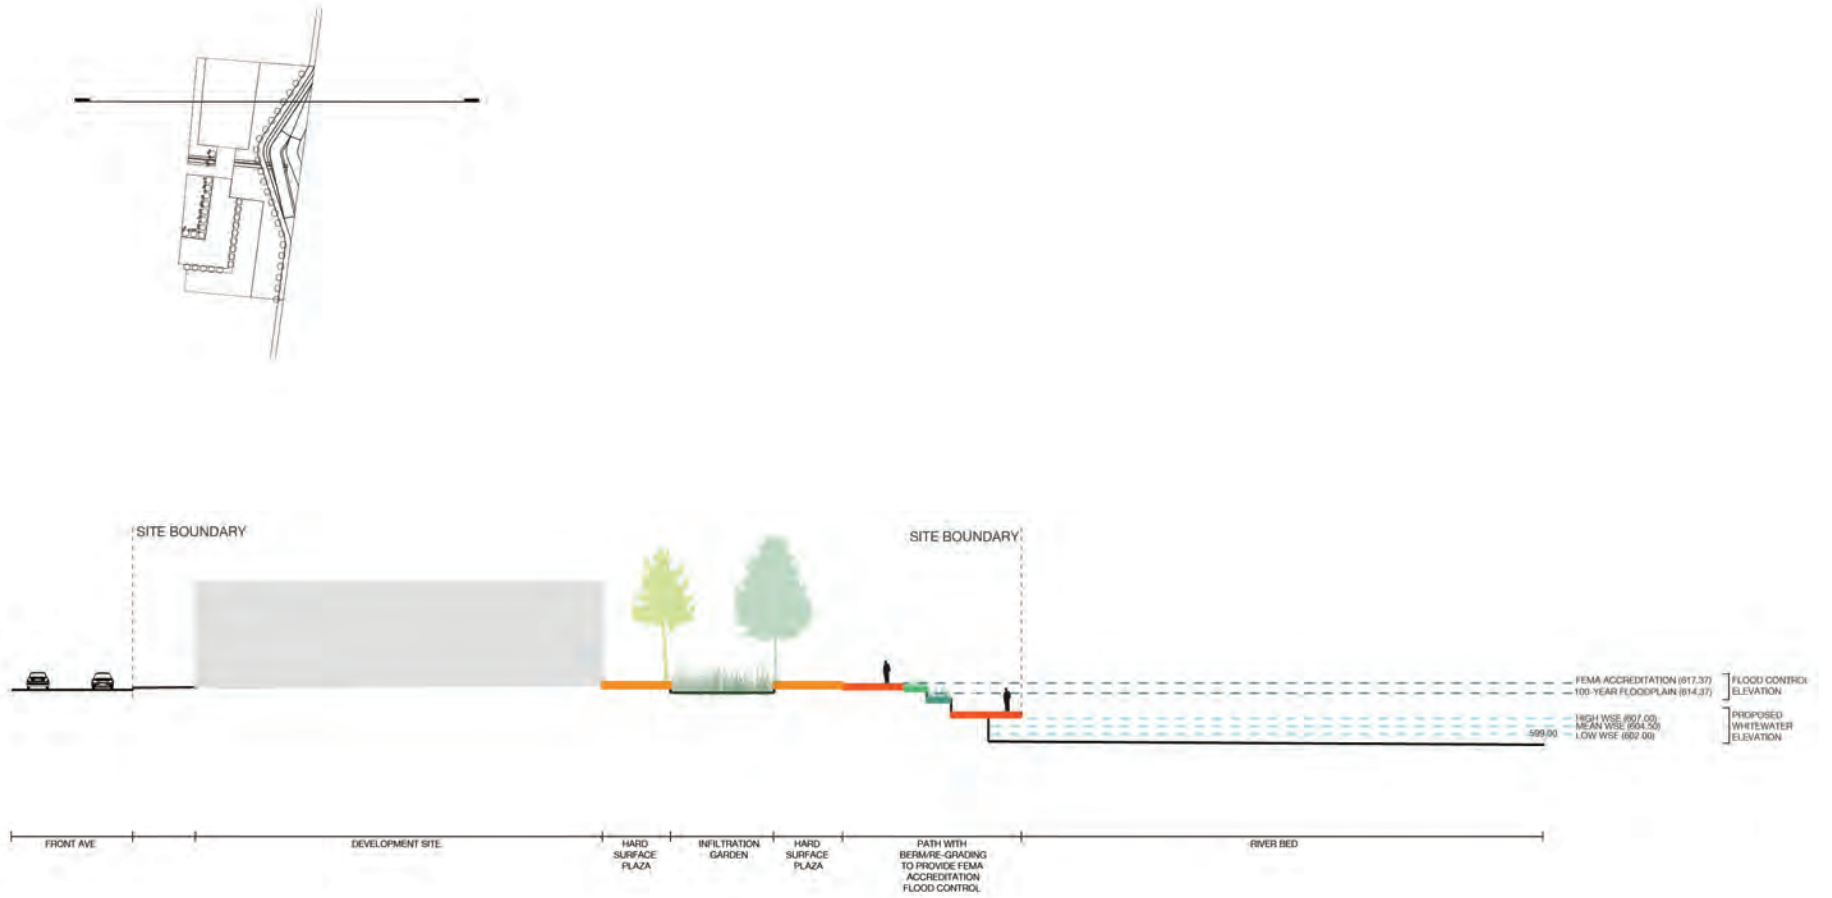 SITE BOUNDARY
SITE BOUNDARY
FEMA ACCREDITATION (617.37)
100-YEAR FLOODPLAIN (614.37)
FLOOD CONTROL
ELEVATION
HIGH WSE (607.00)
MEAN WSE (604.50)
599.00
LOW WSE (602.00)
PROPOSED
WHITEWATER
ELEVATION
FRONT AVE
DEVELOPMENT SITE
HARD
SURFACE
PLAZA
INFILTRATION
GARDEN
HARD
SURFACE
PLAZA
PATH WITH
BERM/RE-GRADING
TO PROVIDE FEMA
ACCREDITATION
FLOOD CONTROL
RIVER BED